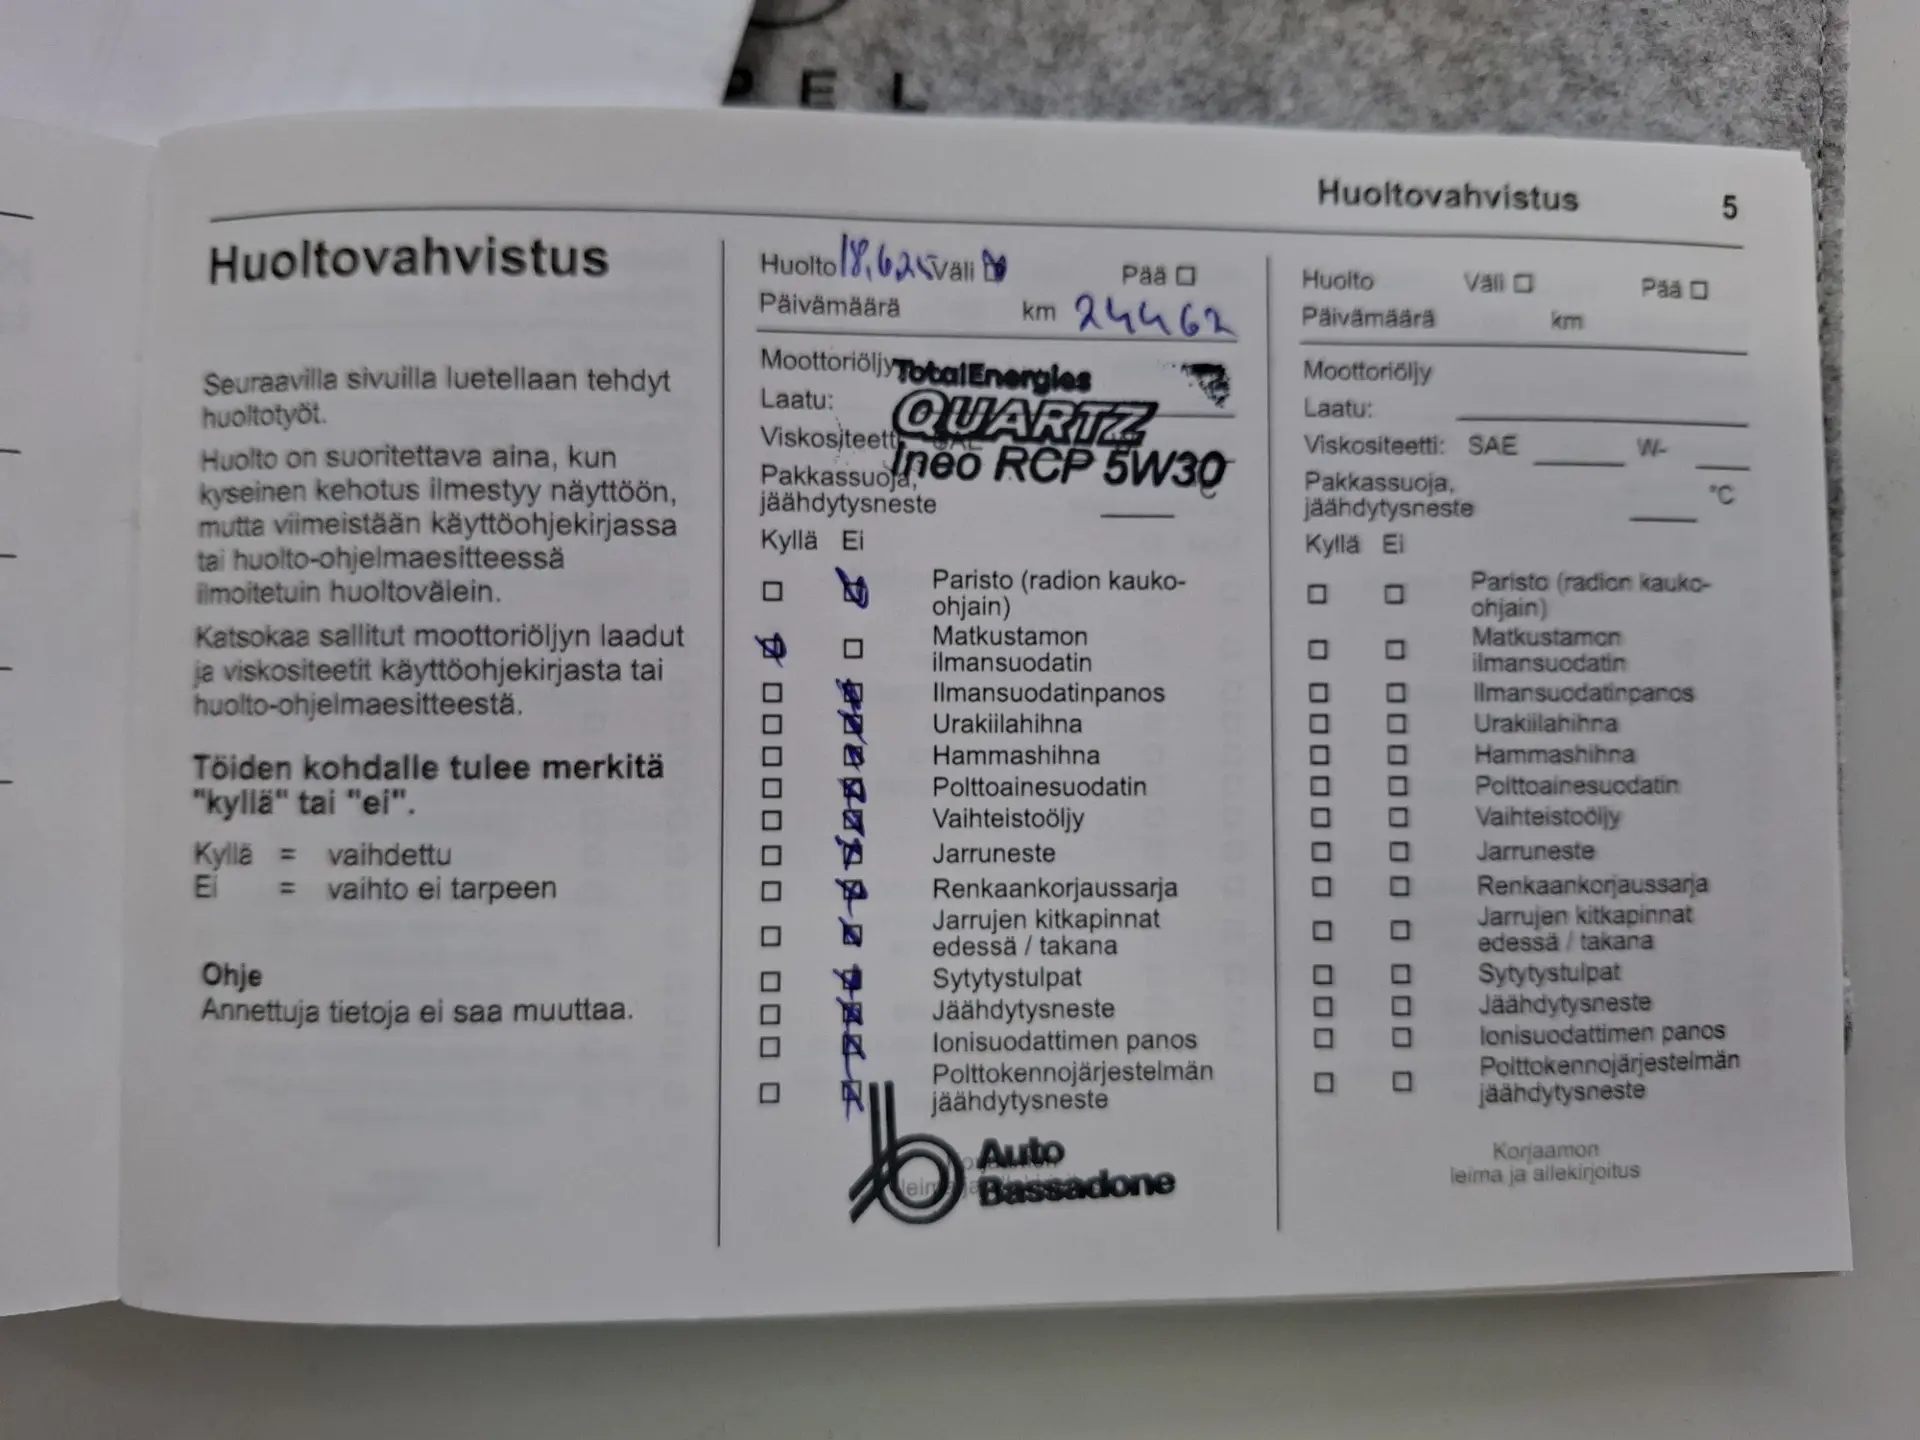 PEL
Huoltovahvistus 5
Huoltovahvistus
Seuraavilla sivuilla luetellaan tehdyt
huoltotyöt.
Huolto on suoritettava aina, kun
kyseinen kehotus ilmestyy näyttöön,
mutta viimeistään käyttöohjekirjassa
tai huolto-ohjelmaesitteessä
ilmoitetuin huoltovälein.
Katsokaa sallitut moottoriöljyn laadut
ja viskositeetit käyttöohjekirjasta tai
huolto-ohjelmaesitteestä.
Töiden kohdalle tulee merkitä
"kyllä" tai "ei".
Kyllä = vaihdettu
Ei = vaihto ei tarpeen
Ohje
Annettuja tietoja ei saa muuttaa.
Huolto 18.6.25 Väli Pää
Päivämäärä km 24462
Moottoriöljy TotalEnergies
Laatu: QUARTZ
Viskositeetti: SAE
Ineo RCP 5W30
Pakkassuoja,
jäähdytysneste
Kyllä Ei
Paristo (radion kauko-
ohjain)
Matkustamon
ilmansuodatin
Ilmansuodatinpanos
Urakiilahihna
Hammashihna
Polttoainesuodatin
Vaihteistoöljy
Jarruneste
Renkaankorjaussarja
Jarrujen kitkapinnat
edessä / takana
Sytytystulpat
Jäähdytysneste
Ionisuodattimen panos
Polttokennojärjestelmän
jäähdytysneste
Auto
Bassadone
Huolto Väli Pää
Päivämäärä km
Moottoriöljy
Laatu:
Viskositeetti: SAE W-
Pakkassuoja, °C
jäähdytysneste
Kyllä Ei
Paristo (radion kauko-
ohjain)
Matkustamon
ilmansuodatin
Ilmansuodatinpanos
Urakiilahihna
Hammashihna
Polttoainesuodatin
Vaihteistoöljy
Jarruneste
Renkaankorjaussarja
Jarrujen kitkapinnat
edessä / takana
Sytytystulpat
Jäähdytysneste
Ionisuodattimen panos
Polttokennojärjestelmän
jäähdytysneste
Korjaamon
leima ja allekirjoitus